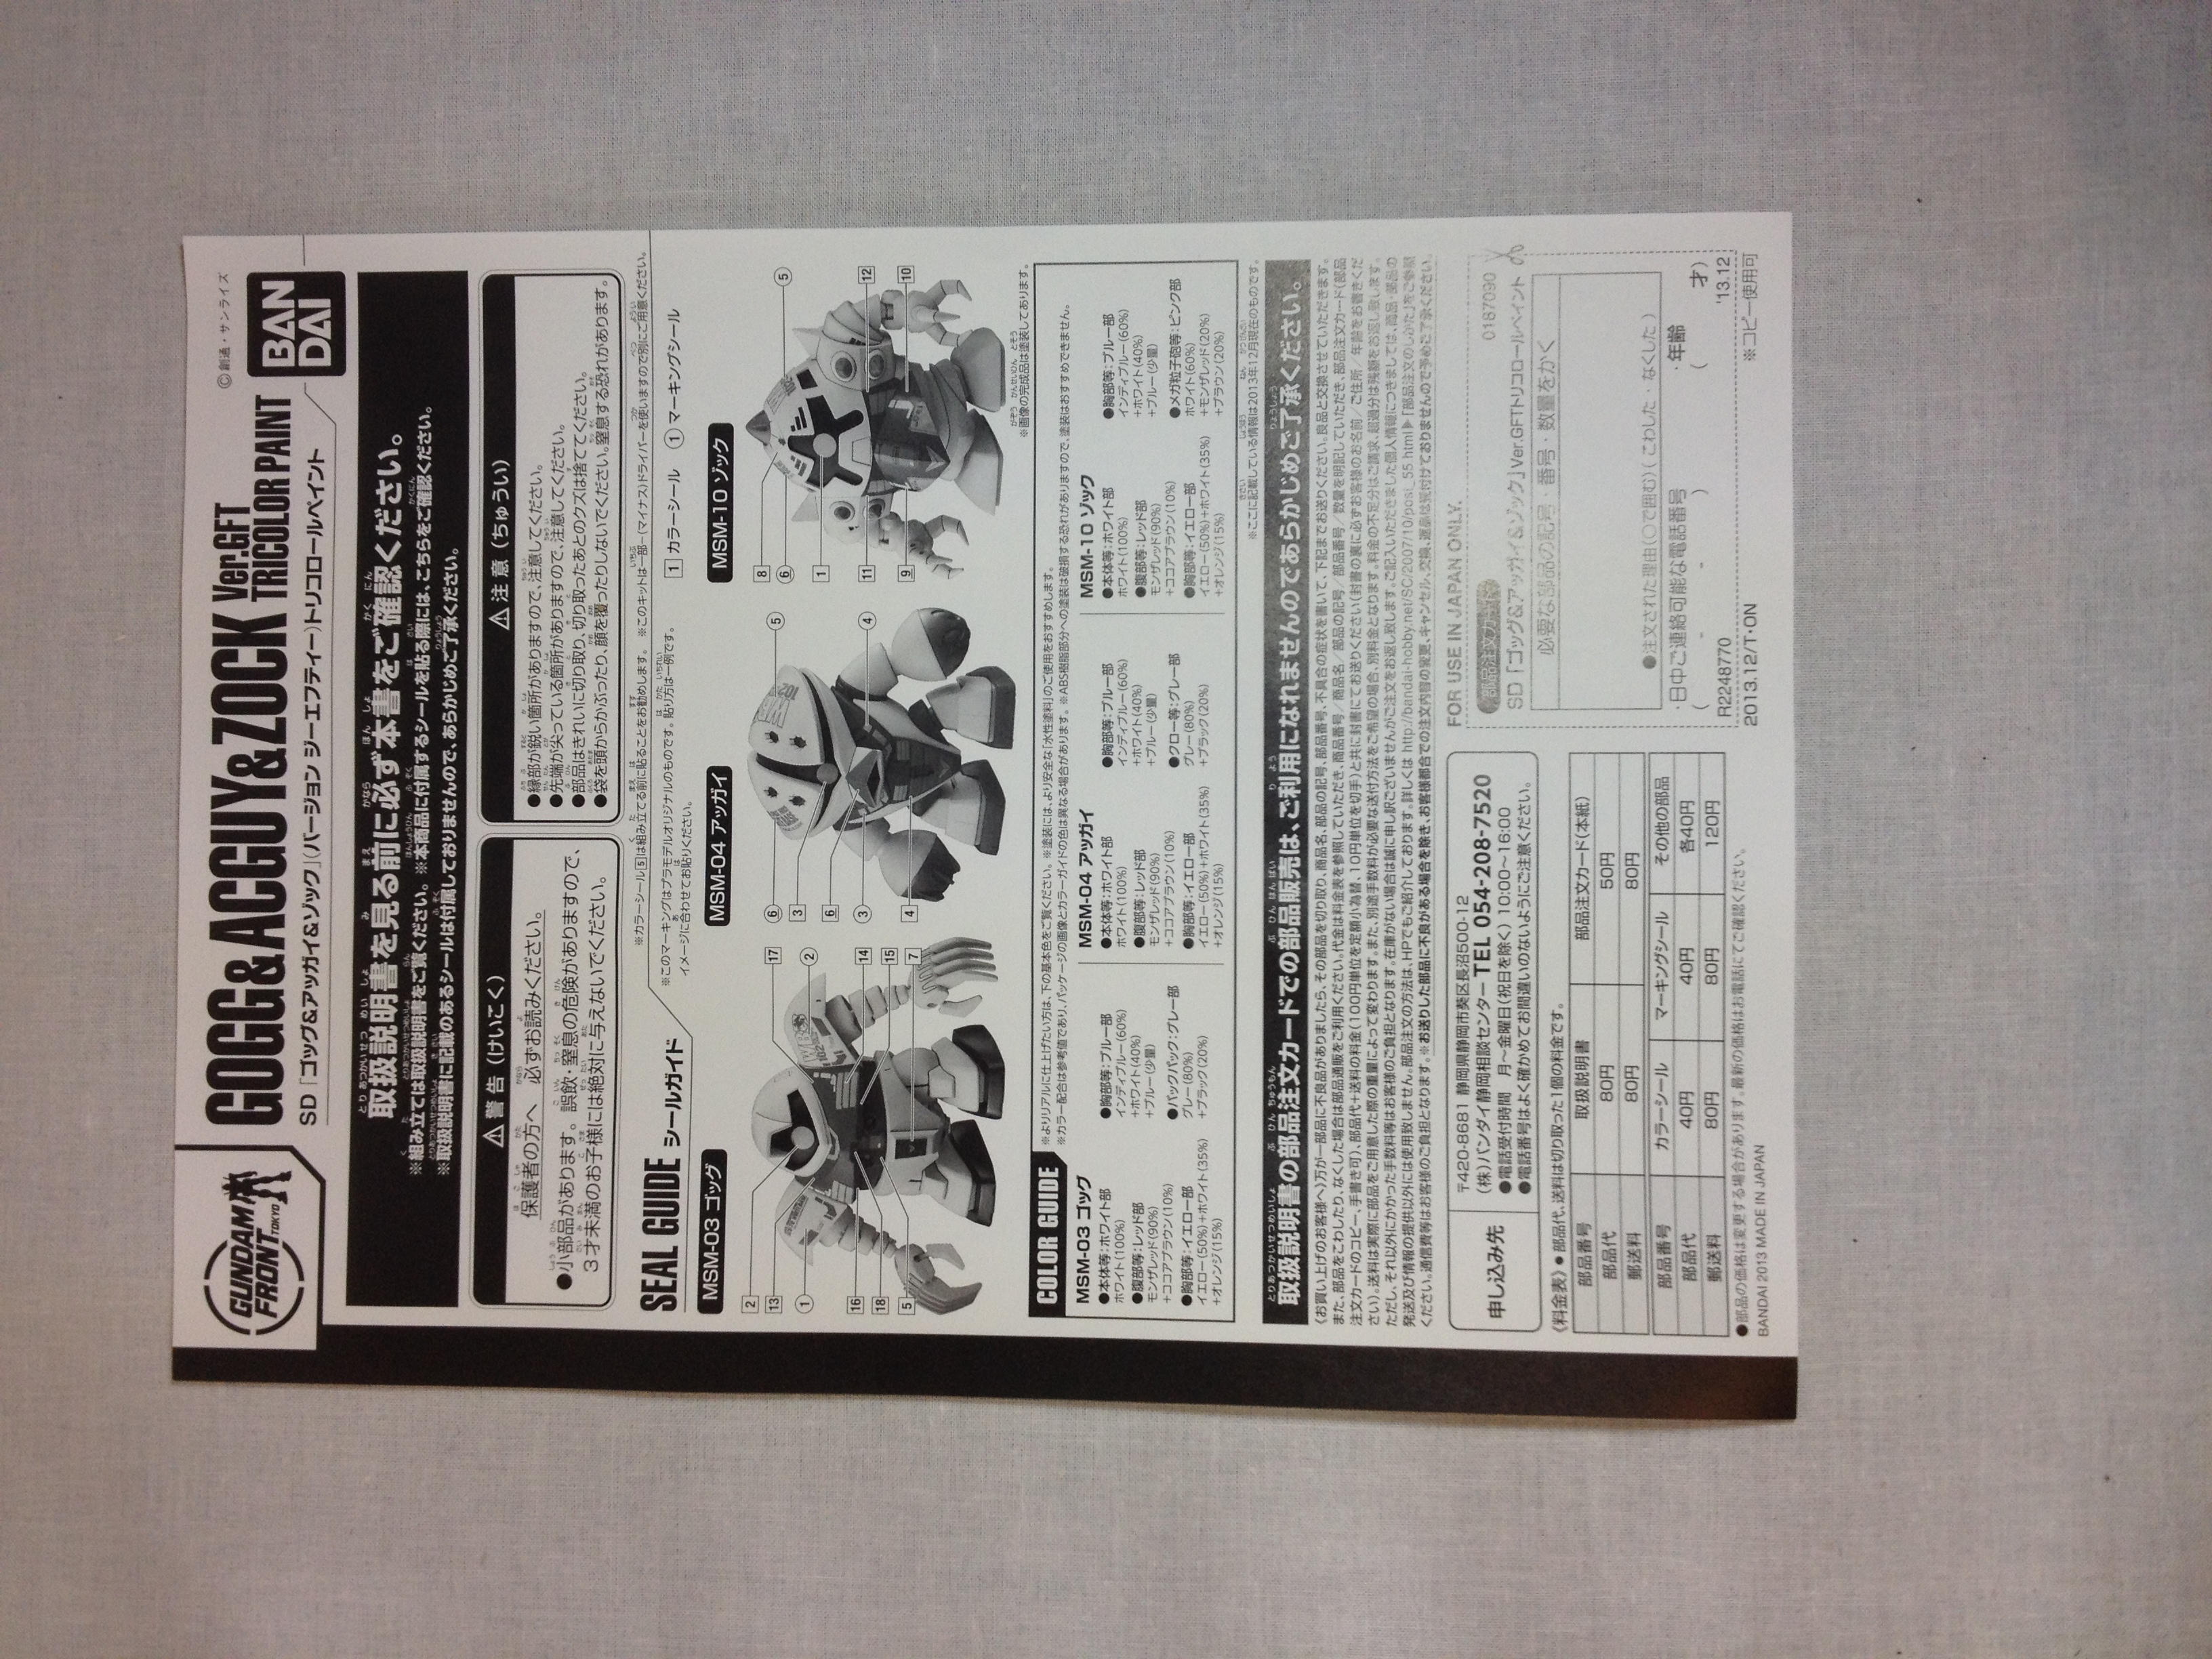 GUNDAM
FRONT TOKYO
GOGG&ACGUY&ZOCK Ver.GFT TRICOLOR PAINT
©創通・サンライズ
BAN
DAI
SD「ゴッグ&アッガイ&ゾック」(バージョン ジーエフティー)トリコロールペイント
取扱説明書を見る前に必ず本書をご確認ください。
※組み立ては取扱説明書をご覧ください。※本商品に付属するシールを貼る際には、こちらをご確認ください。
※取扱説明書に記載のあるシールは付属しておりませんので、あらかじめご了承ください。
⚠警告(けいこく)
保護者の方へ 必ずお読みください。
●小部品があります。誤飲・窒息の危険がありますので、
3才未満のお子様には絶対に与えないでください。
⚠注意(ちゅうい)
●縁部が鋭い箇所がありますので、注意してください。
●先端が尖っている箇所がありますので、注意してください。
●部品はきれいに切り取り、切り取ったあとのクズは捨ててください。
●袋を頭からかぶったり、顔を覆ったりしないでください。窒息する恐れがあります。
※カラーシール5は組み立てる前に貼ることをお勧めします。 ※このキットは一部−(マイナス)ドライバーを使いますので別にご用意ください。
SEAL GUIDE シールガイド
※このマーキングはプラモデルオリジナルのものです。貼り方は一例です。
イメージに合わせてお貼りください。
1 カラーシール ①マーキングシール
MSM-03 ゴッグ
2
13
①
16
18
5
17
②
14
15
7
MSM-04 アッガイ
⑥
3
6
③
4
⑤
④
MSM-10 ゾック
8
⑥
1
11
9
⑤
12
10
※画像の完成品は塗装してあります。
COLOR GUIDE
※よりリアルに仕上げたい方は、下の基本色をご覧ください。※塗装には、より安全な「水性塗料」のご使用をおすすめします。
※カラー配合は参考値であり、パッケージの画像とカラーガイドの色は異なる場合があります。※ABS樹脂部分への塗装は破損する恐れがありますので、塗装はおすすめできません。
MSM-03 ゴッグ
●本体等:ホワイト部
ホワイト(100%)
●腹部等:レッド部
モンザレッド(90%)
+ココアブラウン(10%)
●胸部等:イエロー部
イエロー(50%)+ホワイト(35%)
+オレンジ(15%)
●胸部等:ブルー部
インディブルー(60%)
+ホワイト(40%)
+ブルー(少量)
●バックパック:グレー部
グレー(80%)
+ブラック(20%)
MSM-04 アッガイ
●本体等:ホワイト部
ホワイト(100%)
●腹部等:レッド部
モンザレッド(90%)
+ココアブラウン(10%)
●胸部等:イエロー部
イエロー(50%)+ホワイト(35%)
+オレンジ(15%)
●胸部等:ブルー部
インディブルー(60%)
+ホワイト(40%)
+ブルー(少量)
●クロー等:グレー部
グレー(80%)
+ブラック(20%)
MSM-10 ゾック
●本体等:ホワイト部
ホワイト(100%)
●腹部等:レッド部
モンザレッド(90%)
+ココアブラウン(10%)
●胸部等:イエロー部
イエロー(50%)+ホワイト(35%)
+オレンジ(15%)
●胸部等:ブルー部
インディブルー(60%)
+ホワイト(40%)
+ブルー(少量)
●メガ粒子砲等:ピンク部
ホワイト(60%)
+モンザレッド(20%)
+ブラウン(20%)
※ここに記載している情報は2013年12月現在のものです。
取扱説明書の部品注文カードでの部品販売は、ご利用になれませんのであらかじめご了承ください。
《お買い上げのお客様へ》万が一部品に不良品がありましたら、その部品を切り取り、商品名、部品の記号、部品番号、不具合の症状を書いて、下記までお送りください。良品と交換させていただきます。
また、部品をこわしたり、なくした場合は部品通販をご利用ください。代金は料金表を参照していただき、商品番号/商品名/部品の記号/部品番号/数量を明記していただき、部品注文カード(部品
注文カードのコピー、手書き可)、部品代+送料の料金(100円単位を定額小為替、10円単位を切手)と共に封書にてお送りください(封書の裏に必ずお客様のお名前/ご住所/年齢をお書きくだ
さい)。送料は実際に部品をご用意した際の重量によって変わります。また、別途手数料が必要な送付方法をご希望の場合、別料金となります。料金の不足分はご請求、超過分は残額をお返し致します。
ただし、それ以外にかかった手数料等はお客様のご負担となります。在庫がない場合は誠に申し訳ございませんがご注文をお返し致します。ご記入いただきました個人情報につきましては、商品・部品の
発送及び情報の提供以外には使用致しません。部品注文の方法は、HPでもご紹介しております。詳しくは http://bandai-hobby.net/SC/2007/10/post_55.html▶「部品注文のしかた」をご参照
ください。通信費等はお客様のご負担となります。※お送りした部品に不良がある場合を除き、お客様都合での注文内容の変更、キャンセル、交換、返品は受付けておりませんので予めご了承ください。
申し込み先
〒420-8681 静岡県静岡市葵区長沼500-12
(株)バンダイ静岡相談センター TEL 054-208-7520
●電話受付時間 月〜金曜日(祝日を除く) 10:00〜16:00
●電話番号はよく確かめてお間違いのないようにご注意ください。
《料金表》●部品代、送料は切り取った1個の料金です。
部品番号 取扱説明書 部品注文カード(本紙)
部品代 80円 50円
郵送料 80円 80円
部品番号 カラーシール マーキングシール その他の部品
部品代 40円 40円 各40円
郵送料 80円 80円 120円
●部品の価格は変更する場合があります。最新の価格はお電話にてご確認ください。
BANDAI 2013 MADE IN JAPAN
FOR USE IN JAPAN ONLY.
部品注文カード
0187090
SD「ゴッグ&アッガイ&ゾック」Ver.GFTトリコロールペイント
必要な部品の記号・番号・数量をかく
●注文された理由(○で囲む)( こわした ・ なくした )
・日中ご連絡可能な電話番号 ・年齢
( - - ) ( 才)
R2248770 '13.12
2013.12/T・ON ※コピー使用可